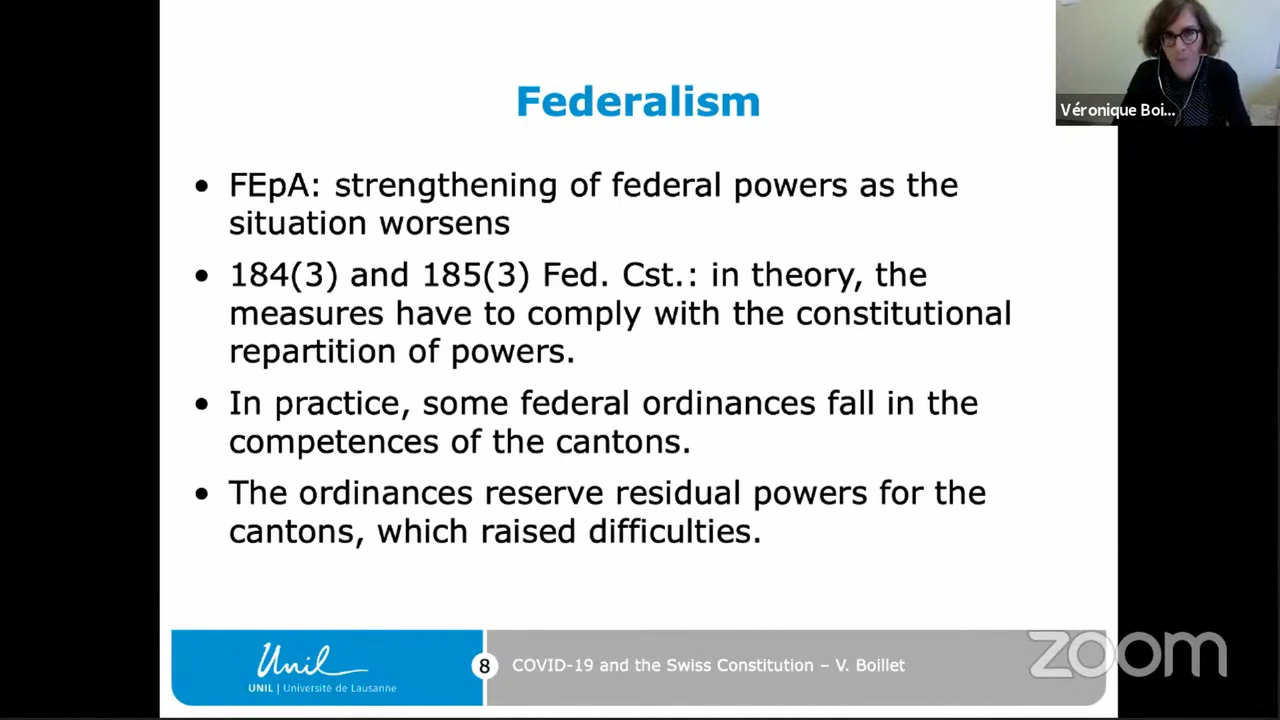 Federalism
Véronique Boi...
• FEpA: strengthening of federal powers as the
situation worsens
• 184(3) and 185(3) Fed. Cst.: in theory, the
measures have to comply with the constitutional
repartition of powers.
• In practice, some federal ordinances fall in the
competences of the cantons.
• The ordinances reserve residual powers for the
cantons, which raised difficulties.
Unil
UNIL | Université de Lausanne
8
COVID-19 and the Swiss Constitution – V. Boillet
zoom